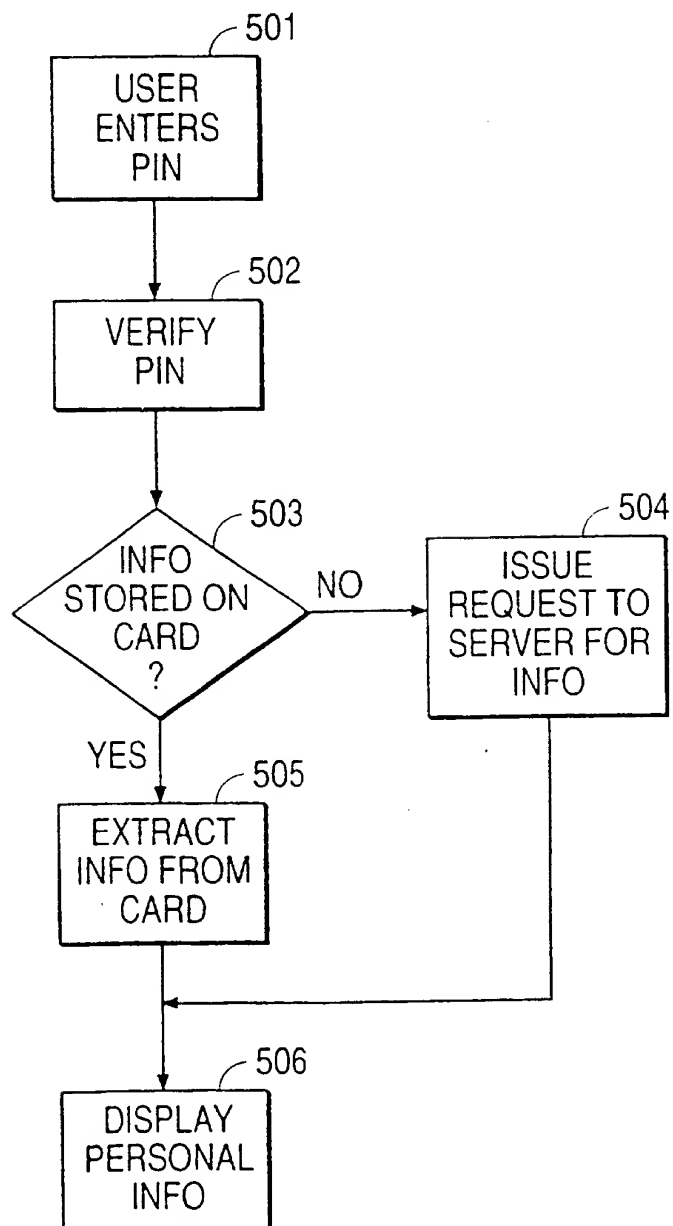 501
USER
ENTERS
PIN
502
VERIFY
PIN
503
INFO
STORED ON
CARD
?
NO
504
ISSUE
REQUEST TO
SERVER FOR
INFO
YES
505
EXTRACT
INFO FROM
CARD
506
DISPLAY
PERSONAL
INFO